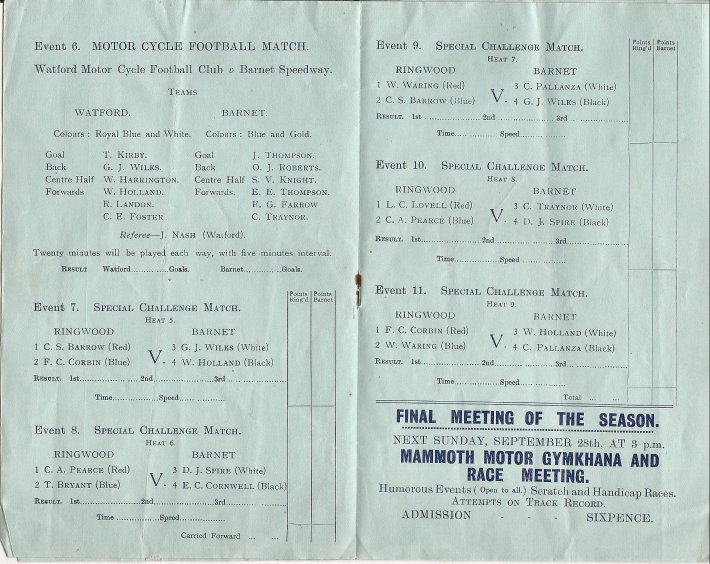 Event 6. MOTOR CYCLE FOOTBALL MATCH.
Watford Motor Cycle Football Club v Barnet Speedway.
TEAMS
WATFORD. BARNET.
Colours : Royal Blue and White. Colours : Blue and Gold.
Goal T. KIRBY. Goal J. THOMPSON.
Back G. J. WILKS. Back O. J. ROBERTS.
Centre Half W. HARRINGTON. Centre Half S. V. KNIGHT.
Forwards W. HOLLAND. Forwards. E. E. THOMPSON.
R. LANDON. F. G. FARROW
C. E. FOSTER C. TRAYNOR.
Referee—J. NASH (Watford).
Twenty minutes will be played each way, with five minutes interval.
RESULT Watford............Goals. Barnet............Goals.
Points Ring'd Points Barnet
Event 7. SPECIAL CHALLENGE MATCH.
HEAT 5.
RINGWOOD BARNET
1 C. S. BARROW (Red) V. 3 G. J. WILKS (White)
2 F. C. CORBIN (Blue) 4 W. HOLLAND (Black)
RESULT. 1st..................2nd..................3rd..................
Time............Speed............
Event 8. SPECIAL CHALLENGE MATCH.
HEAT 6.
RINGWOOD BARNET
1 C. A. PEARCE (Red) V. 3 D. J. SPIRE (White)
2 T. BRYANT (Blue) 4 E. C. CORNWELL (Black)
RESULT. 1st..................2nd..................3rd..................
Time............Speed............
Carried Forward ... ...
Points Ring'd Points Barnet
Event 9. SPECIAL CHALLENGE MATCH.
HEAT 7.
RINGWOOD BARNET
1 W. WARING (Red) V. 3 C. PALLANZA (White)
2 C. S. BARROW (Blue) 4 G. J. WILKS (Black)
RESULT. 1st..................2nd..................3rd..................
Time............Speed............
Event 10. SPECIAL CHALLENGE MATCH.
HEAT 8.
RINGWOOD BARNET
1 L. C. LOVELL (Red) V. 3 C. TRAYNOR (White)
2 C. A. PEARCE (Blue) 4 D. J. SPIRE (Black)
RESULT. 1st..................2nd..................3rd..................
Time............Speed............
Event 11. SPECIAL CHALLENGE MATCH.
HEAT 9.
RINGWOOD BARNET
1 F. C. CORBIN (Red) V. 3 W. HOLLAND (White)
2 W. WARING (Blue) 4 C. PALLANZA (Black)
RESULT. 1st..................2nd..................3rd..................
Time............Speed............
Total ... ...
FINAL MEETING OF THE SEASON.
NEXT SUNDAY, SEPTEMBER 28th, AT 3 p.m.
MAMMOTH MOTOR GYMKHANA AND
RACE MEETING.
Humorous Events (Open to all.) Scratch and Handicap Races.
ATTEMPTS ON TRACK RECORD.
ADMISSION - - - SIXPENCE.